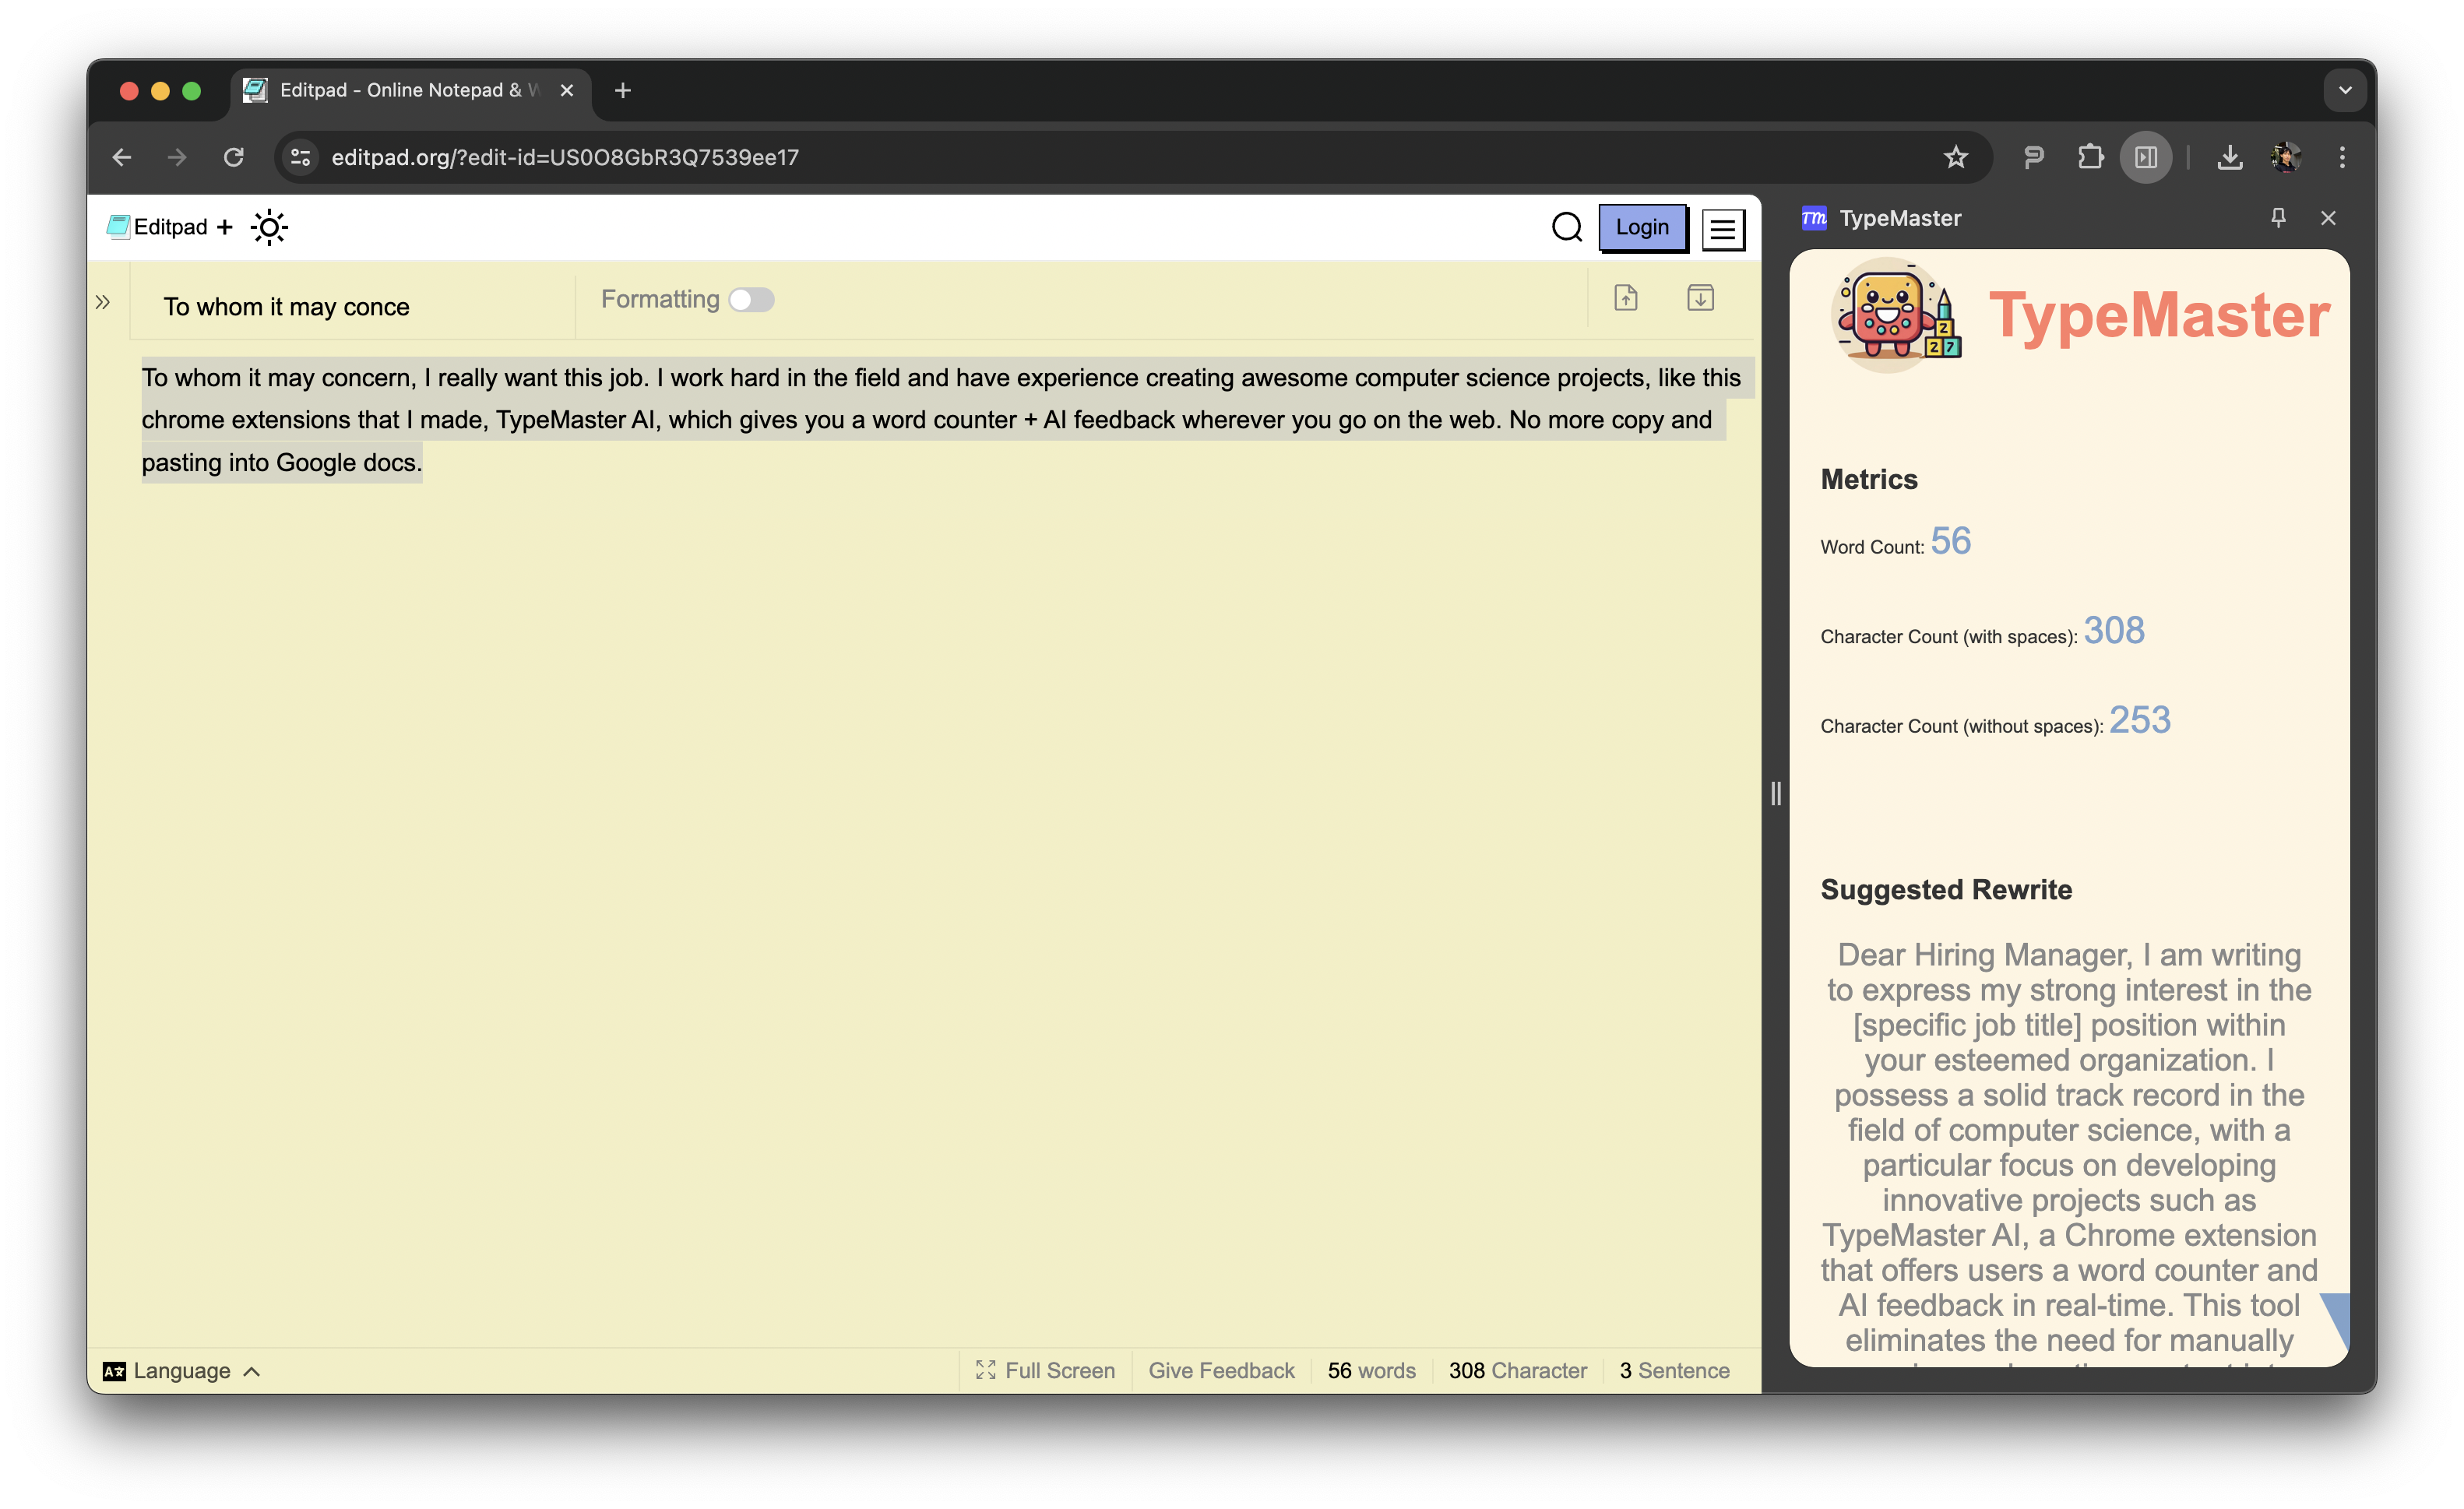 Editpad - Online Notepad &
editpad.org/?edit-id=US0O8GbR3Q7539ee17
Editpad +
Login
To whom it may conce
Formatting
To whom it may concern, I really want this job. I work hard in the field and have experience creating awesome computer science projects, like this
chrome extensions that I made, TypeMaster AI, which gives you a word counter + AI feedback wherever you go on the web. No more copy and
pasting into Google docs.
Language
Full Screen
Give Feedback
56 words
308 Character
3 Sentence
TM TypeMaster
2
2 7
TypeMaster
Metrics
Word Count: 56
Character Count (with spaces): 308
Character Count (without spaces): 253
Suggested Rewrite
Dear Hiring Manager, I am writing
to express my strong interest in the
[specific job title] position within
your esteemed organization. I
possess a solid track record in the
field of computer science, with a
particular focus on developing
innovative projects such as
TypeMaster AI, a Chrome extension
that offers users a word counter and
AI feedback in real-time. This tool
eliminates the need for manually